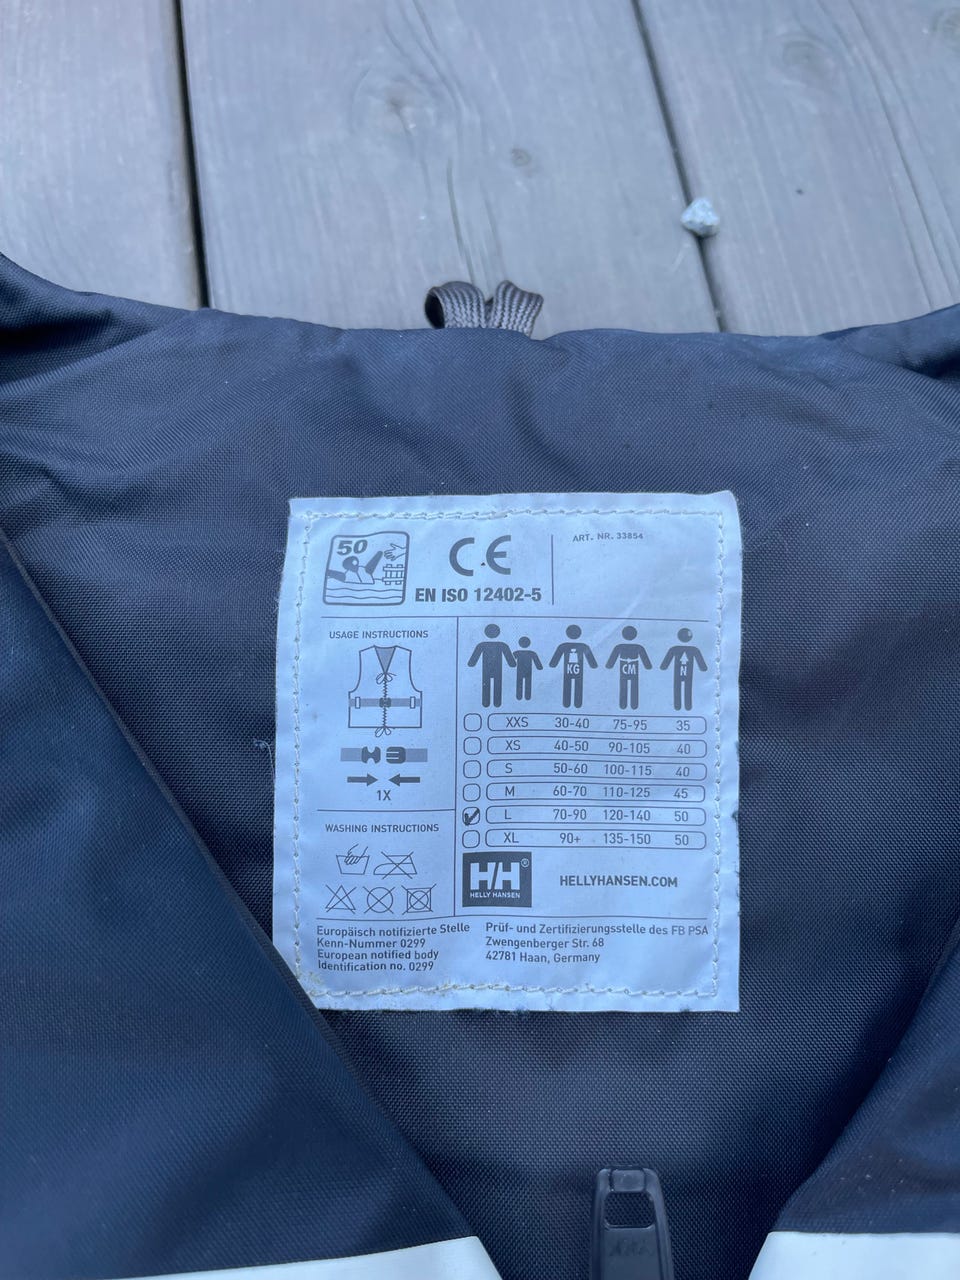 50
CE
EN ISO 12402-5
ART. NR. 33854
USAGE INSTRUCTIONS
1X
WASHING INSTRUCTIONS
KG CM N
XXS 30-40 75-95 35
XS 40-50 90-105 40
S 50-60 100-115 40
M 60-70 110-125 45
L 70-90 120-140 50
XL 90+ 135-150 50
HH®
HELLY HANSEN
HELLYHANSEN.COM
Europäisch notifizierte Stelle
Kenn-Nummer 0299
European notified body
Identification no. 0299
Prüf- und Zertifizierungsstelle des FB PSA
Zwengenberger Str. 68
42781 Haan, Germany